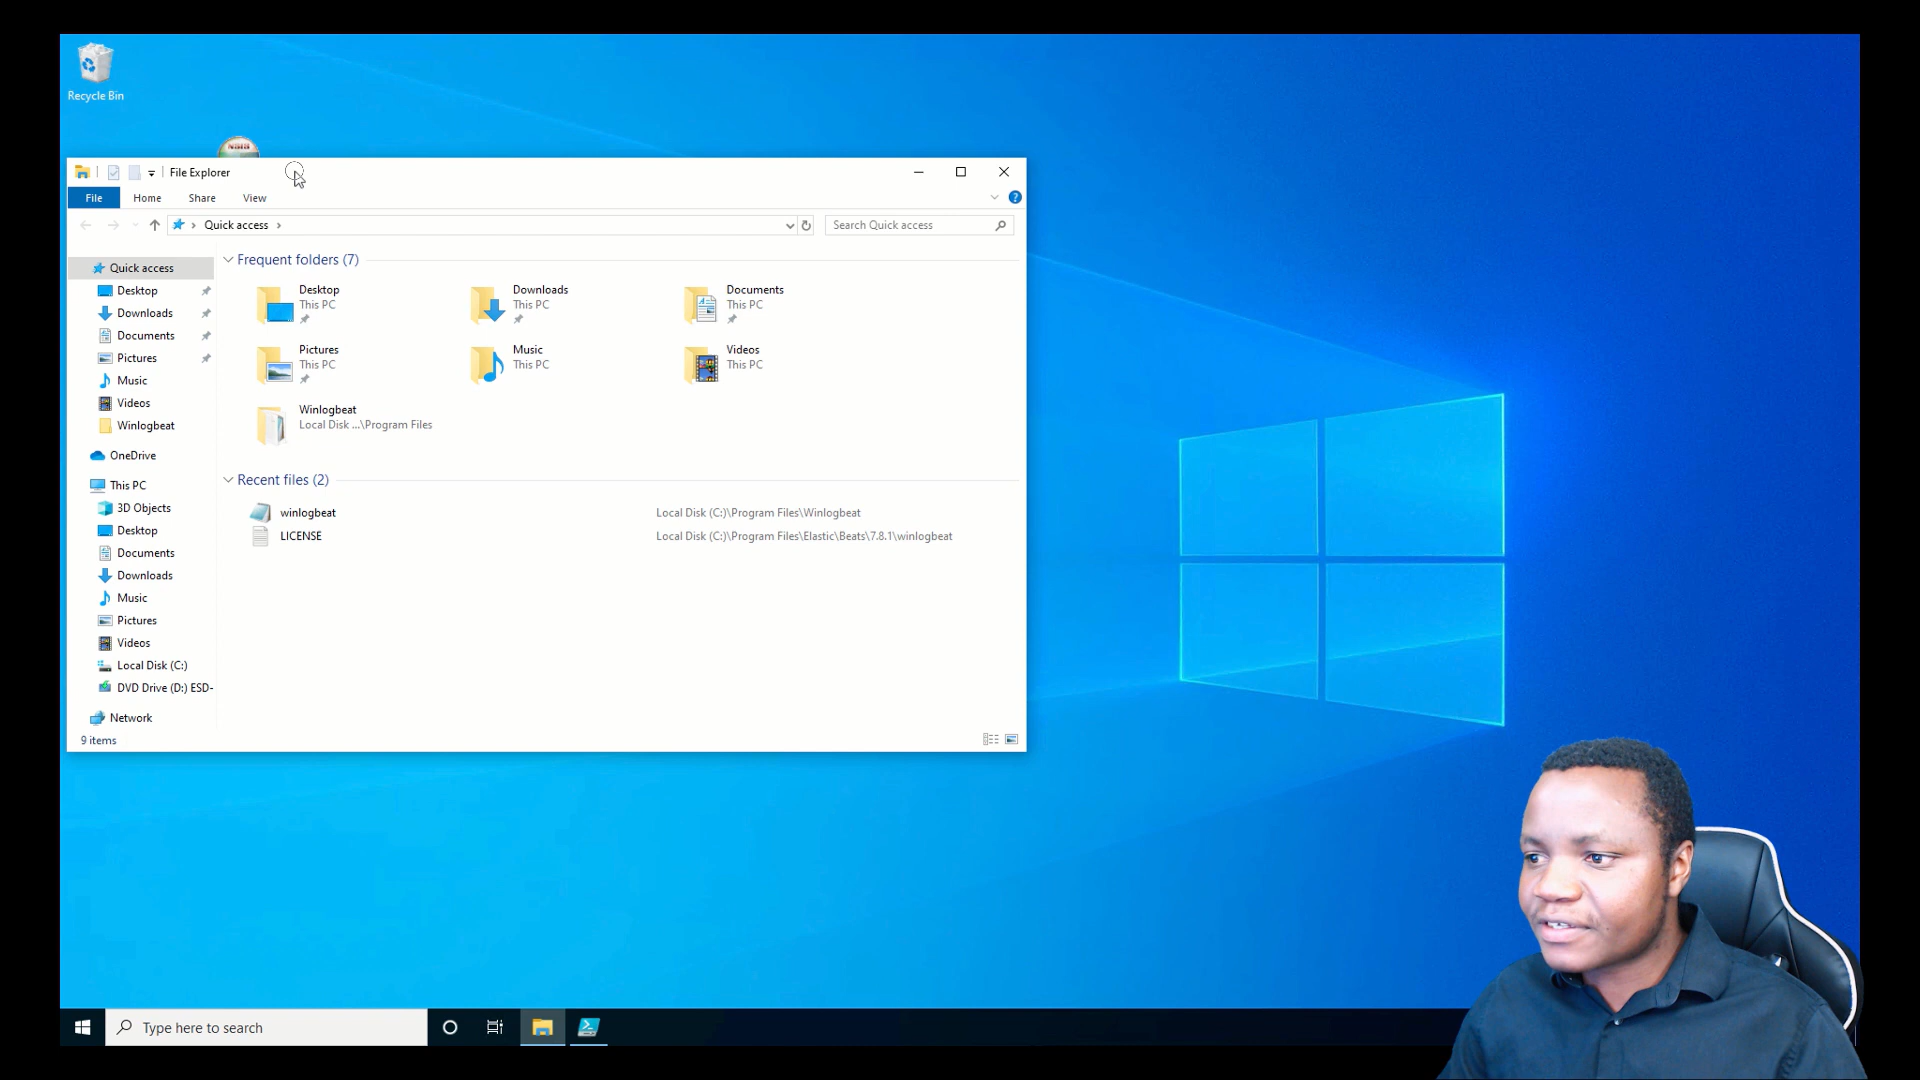 Recycle Bin
File Explorer
File
Home
Share
View
Quick access
Search Quick access
Quick access
Desktop
Downloads
Documents
Pictures
Music
Videos
Winlogbeat
OneDrive
This PC
3D Objects
Desktop
Documents
Downloads
Music
Pictures
Videos
Local Disk (C:)
DVD Drive (D:) ESD-
Network
9 items
Frequent folders (7)
Desktop
This PC
Downloads
This PC
Documents
This PC
Pictures
This PC
Music
This PC
Videos
This PC
Winlogbeat
Local Disk ...\Program Files
Recent files (2)
winlogbeat
Local Disk (C:)\Program Files\Winlogbeat
LICENSE
Local Disk (C:)\Program Files\Elastic\Beats\7.8.1\winlogbeat
Type here to search